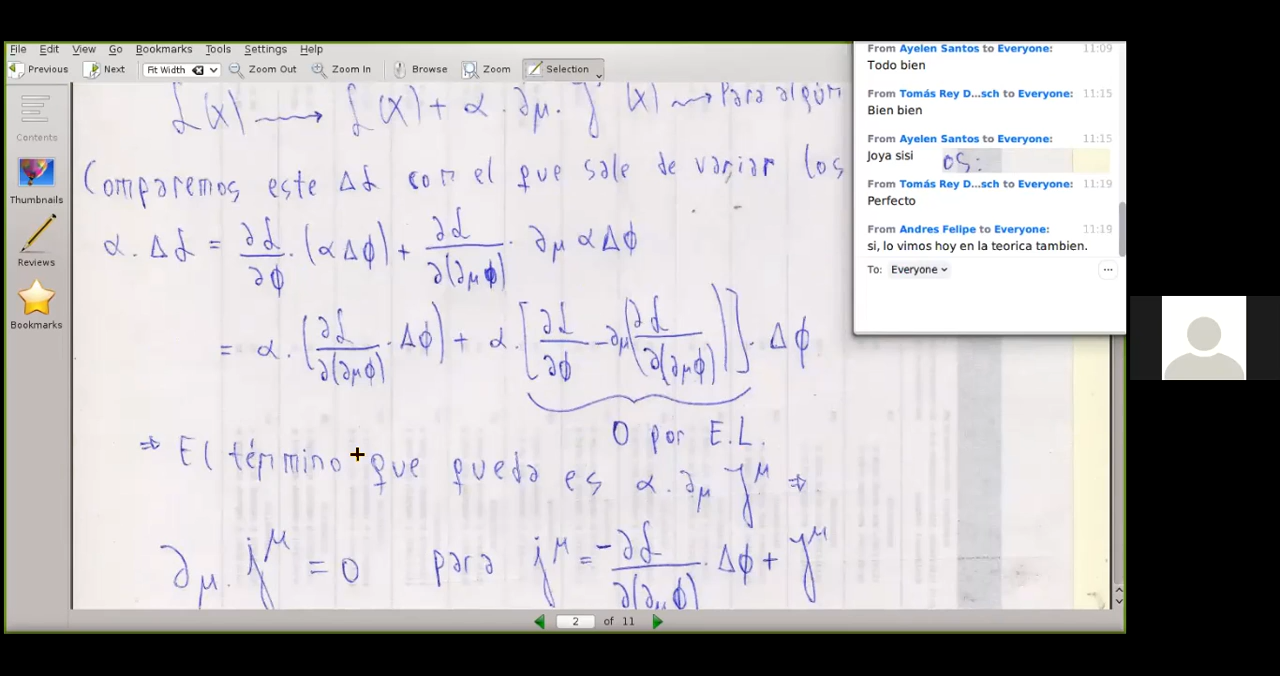 File Edit View Go Bookmarks Tools Settings Help
Previous Next Fit Width Zoom Out Zoom In Browse Zoom Selection
Contents
Thumbnails
Reviews
Bookmarks
ℒ(x) ⟶ ℒ(x) + α · ∂μ · 𝒥 (x) ⟿ para algún
Comparemos este Δℒ con el que sale de variar los
α · Δℒ = ∂ℒ/∂ϕ · (αΔϕ) + ∂ℒ/∂(∂μϕ) · ∂μ αΔϕ
= α · (∂ℒ/∂(∂μϕ) · Δϕ) + α · [∂ℒ/∂ϕ - ∂μ(∂ℒ/∂(∂μϕ))] · Δϕ
0 por E.L.
⇒ El término que queda es α · ∂μ 𝒥^μ ⇒
∂μ · j^μ = 0 para j^μ = -∂ℒ/∂(∂μϕ) · Δϕ + 𝒥^μ
2 of 11
From Ayelen Santos to Everyone: 11:09
Todo bien
From Tomás Rey D...sch to Everyone: 11:15
Bien bien
From Ayelen Santos to Everyone: 11:15
Joya sisi
os:
From Tomás Rey D...sch to Everyone: 11:19
Perfecto
From Andres Felipe to Everyone: 11:19
si, lo vimos hoy en la teorica tambien.
To: Everyone